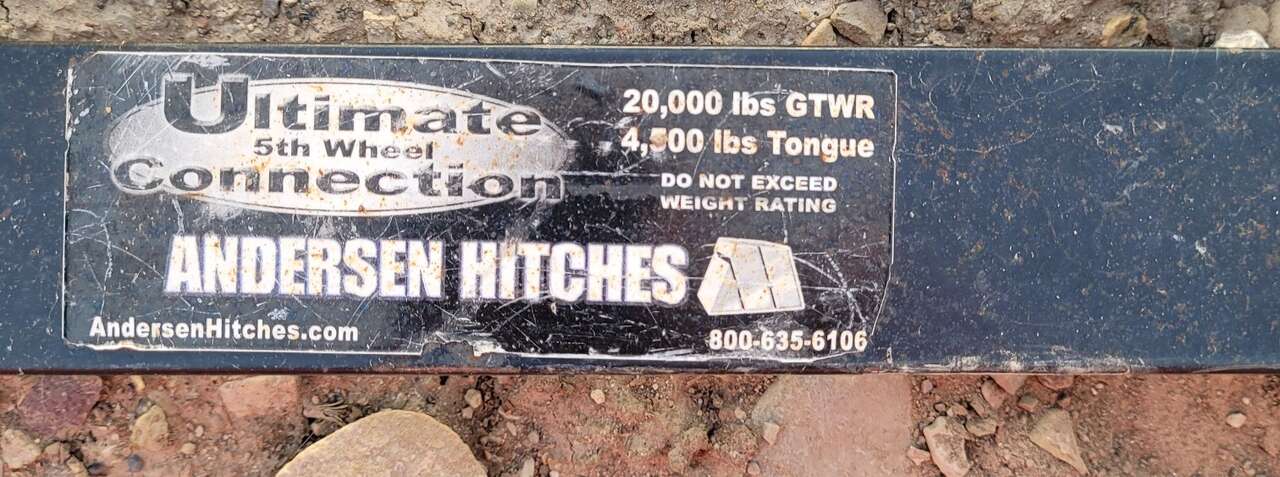 Ultimate
5th Wheel
Connection
20,000 lbs GTWR
4,500 lbs Tongue
DO NOT EXCEED
WEIGHT RATING
ANDERSEN HITCHES
AndersenHitches.com
800-635-6106